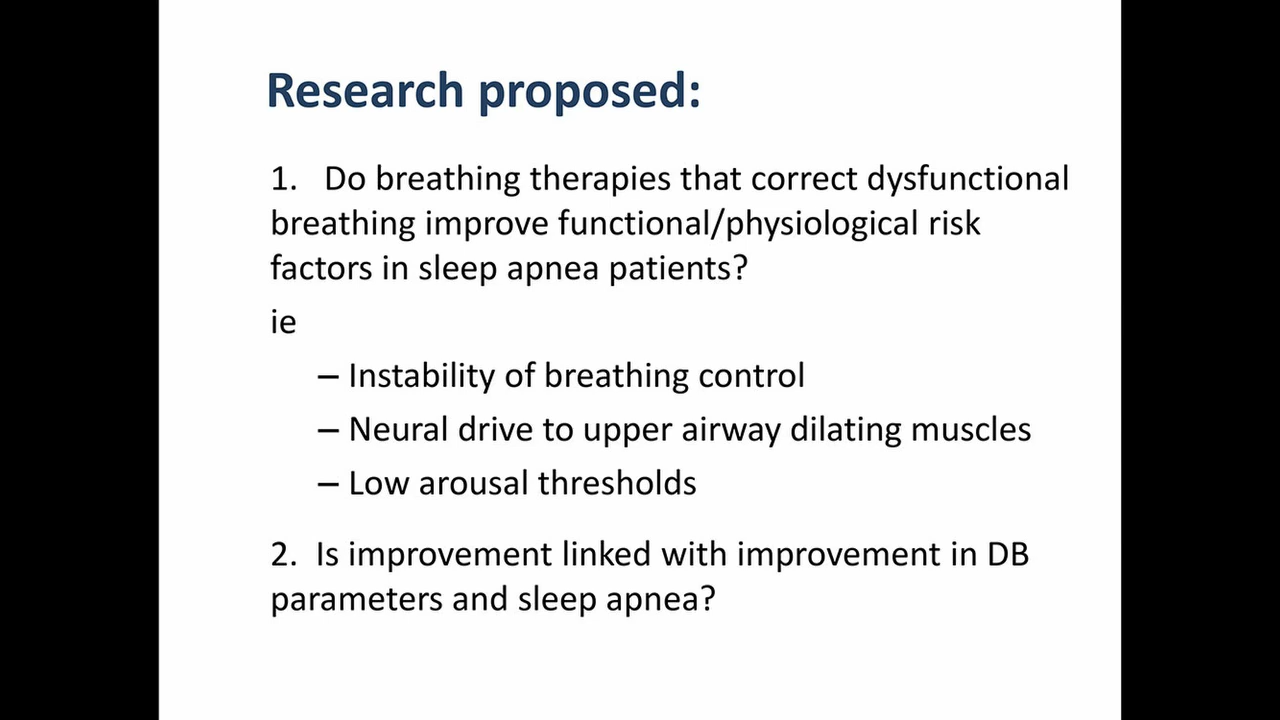 Research proposed:
1. Do breathing therapies that correct dysfunctional
breathing improve functional/physiological risk
factors in sleep apnea patients?
ie
– Instability of breathing control
– Neural drive to upper airway dilating muscles
– Low arousal thresholds
2. Is improvement linked with improvement in DB
parameters and sleep apnea?